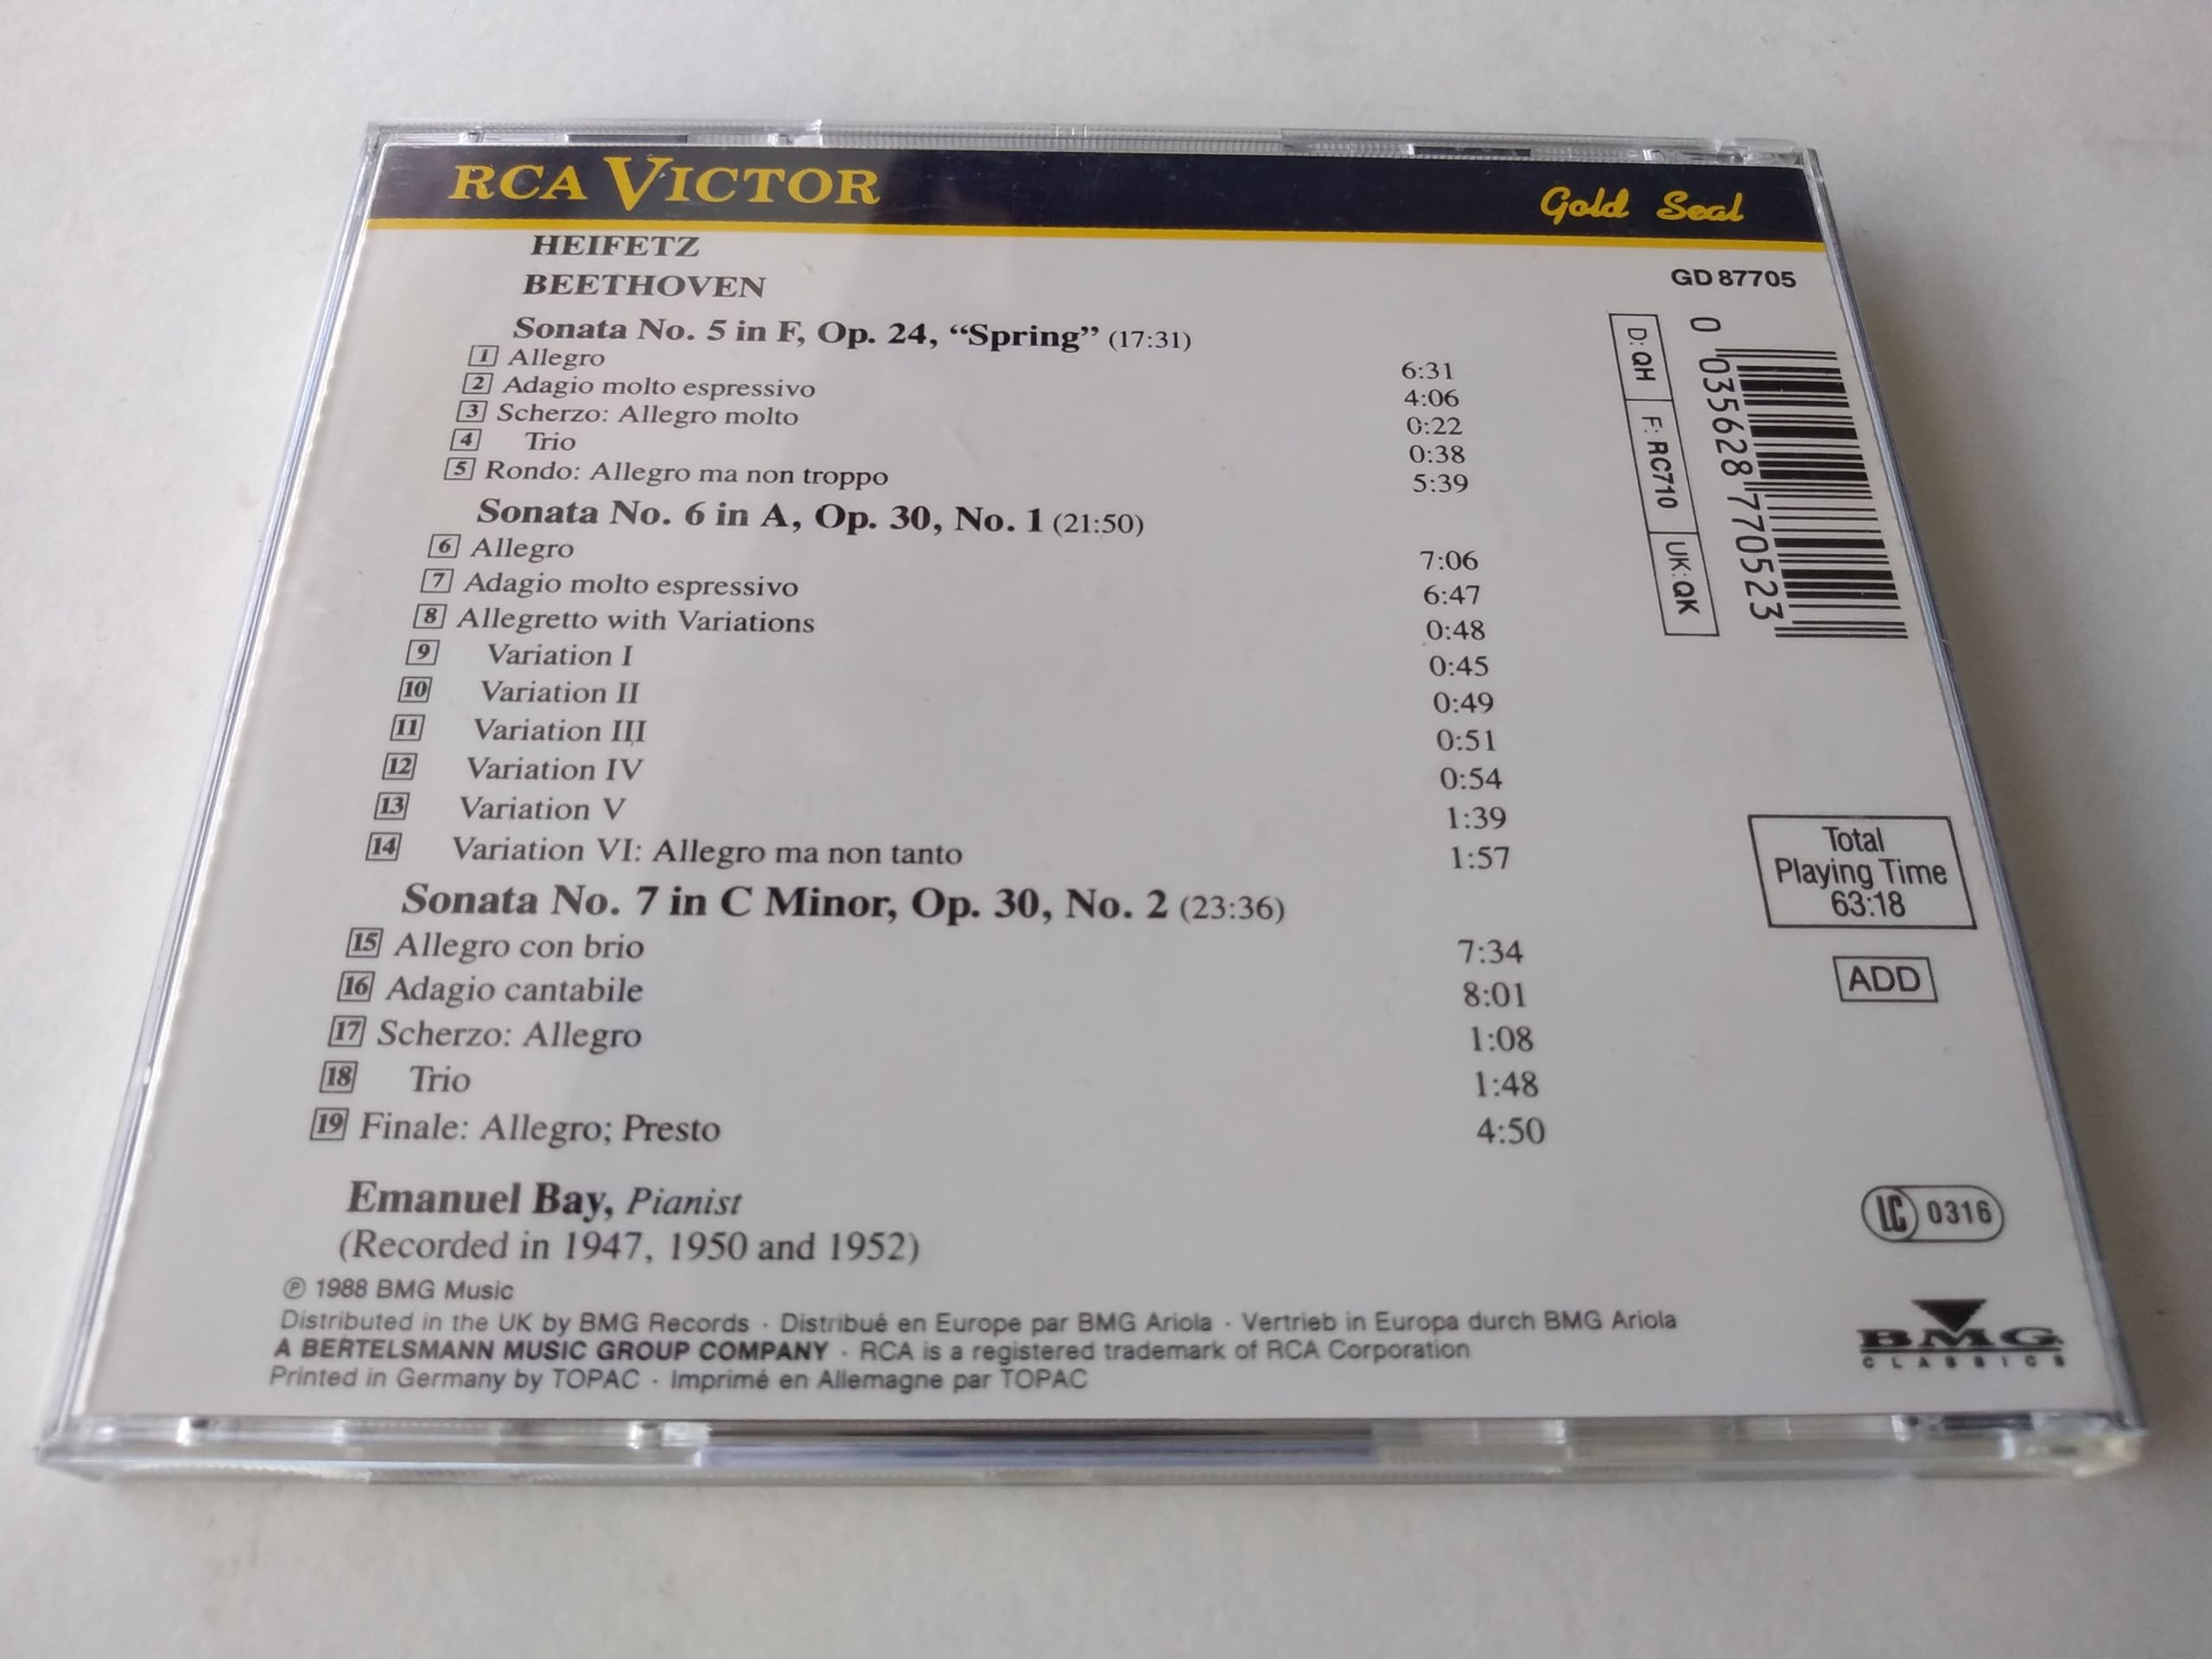 RCA VICTOR
Gold Seal
HEIFETZ
BEETHOVEN
GD 87705
Sonata No. 5 in F, Op. 24, “Spring” (17:31)
1 Allegro 6:31
2 Adagio molto espressivo 4:06
3 Scherzo: Allegro molto 0:22
4 Trio 0:38
5 Rondo: Allegro ma non troppo 5:39
Sonata No. 6 in A, Op. 30, No. 1 (21:50)
6 Allegro 7:06
7 Adagio molto espressivo 6:47
8 Allegretto with Variations 0:48
9 Variation I 0:45
10 Variation II 0:49
11 Variation III 0:51
12 Variation IV 0:54
13 Variation V 1:39
14 Variation VI: Allegro ma non tanto 1:57
Sonata No. 7 in C Minor, Op. 30, No. 2 (23:36)
15 Allegro con brio 7:34
16 Adagio cantabile 8:01
17 Scherzo: Allegro 1:08
18 Trio 1:48
19 Finale: Allegro; Presto 4:50
Emanuel Bay, Pianist
(Recorded in 1947, 1950 and 1952)
℗ 1988 BMG Music
Distributed in the UK by BMG Records · Distribué en Europe par BMG Ariola · Vertrieb in Europa durch BMG Ariola
A BERTELSMANN MUSIC GROUP COMPANY · RCA is a registered trademark of RCA Corporation
Printed in Germany by TOPAC · Imprimé en Allemagne par TOPAC
D: QH F: RC710 UK: QK
0 035628 770523
Total
Playing Time
63:18
ADD
LC 0316
BMG
CLASSICS